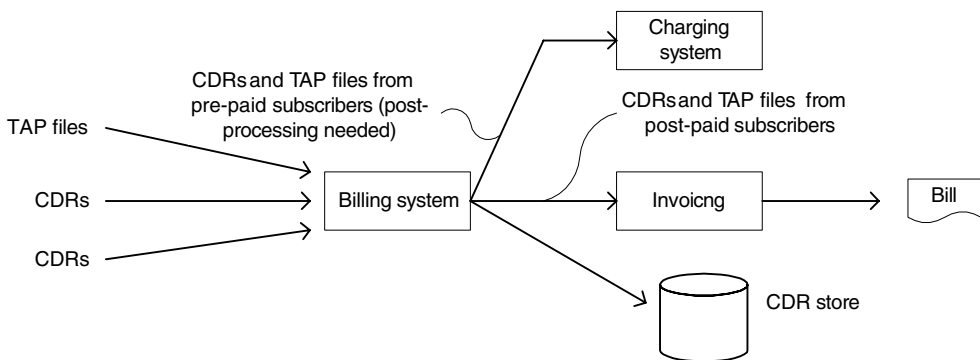 Charging
system
CDRs and TAP files from
pre-paid subscribers (post-
processing needed)
CDRs and TAP files from
post-paid subscribers
TAP files
CDRs
CDRs
Billing system
Invoicng
Bill
CDR store